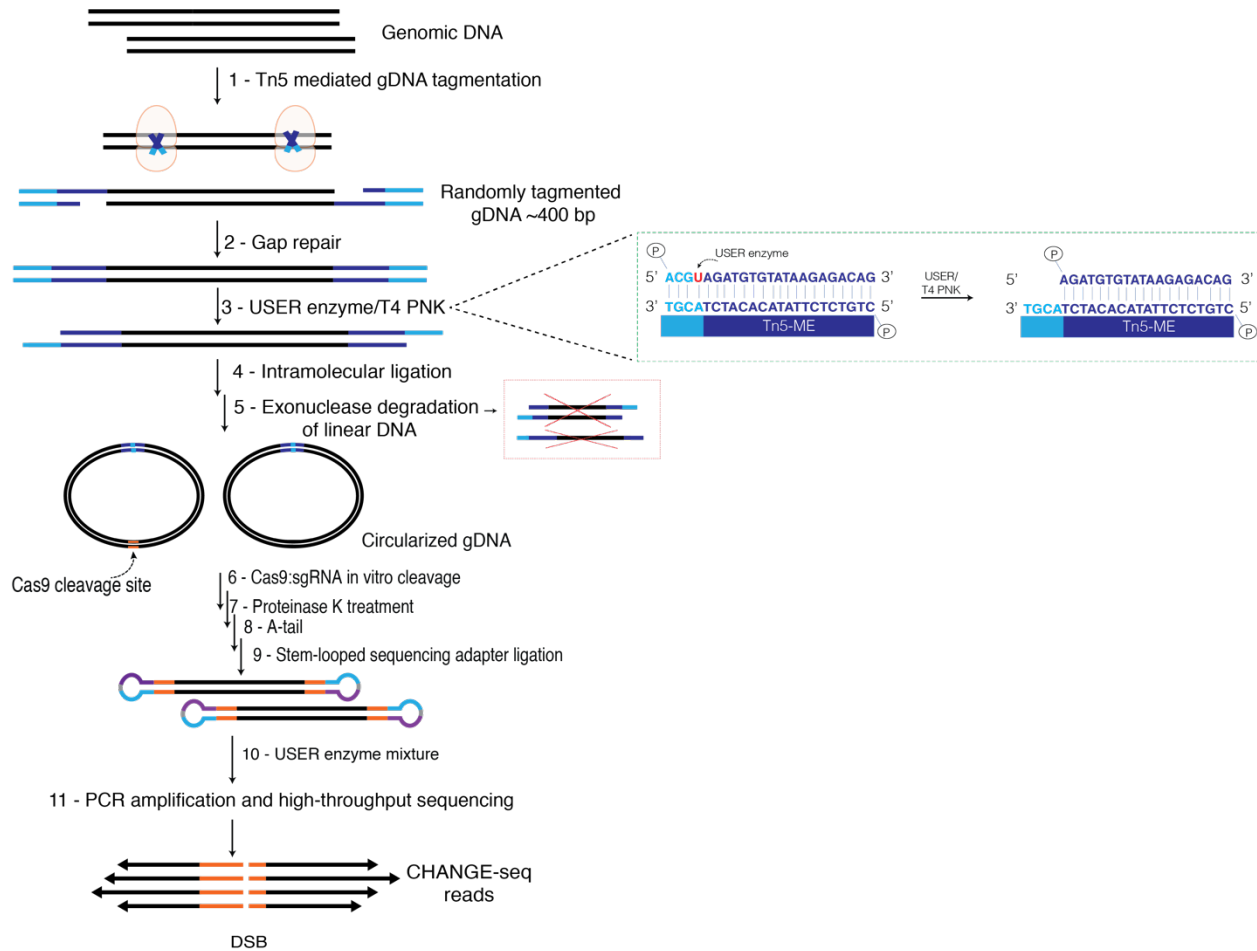 Genomic DNA
1 - Tn5 mediated gDNA tagmentation
Randomly tagmented
gDNA ~400 bp
2 - Gap repair
3 - USER enzyme/T4 PNK
P
USER enzyme
5' ACGUAGATGTGTATAAGAGACAG 3'
3' TGCATCTACACATATTCTCTGTC 5'
Tn5-ME
P
USER/
T4 PNK
P
5' AGATGTGTATAAGAGACAG 3'
3' TGCATCTACACATATTCTCTGTC 5'
Tn5-ME
P
4 - Intramolecular ligation
5 - Exonuclease degradation
of linear DNA
Circularized gDNA
Cas9 cleavage site
6 - Cas9:sgRNA in vitro cleavage
7 - Proteinase K treatment
8 - A-tail
9 - Stem-looped sequencing adapter ligation
10 - USER enzyme mixture
11 - PCR amplification and high-throughput sequencing
CHANGE-seq
reads
DSB